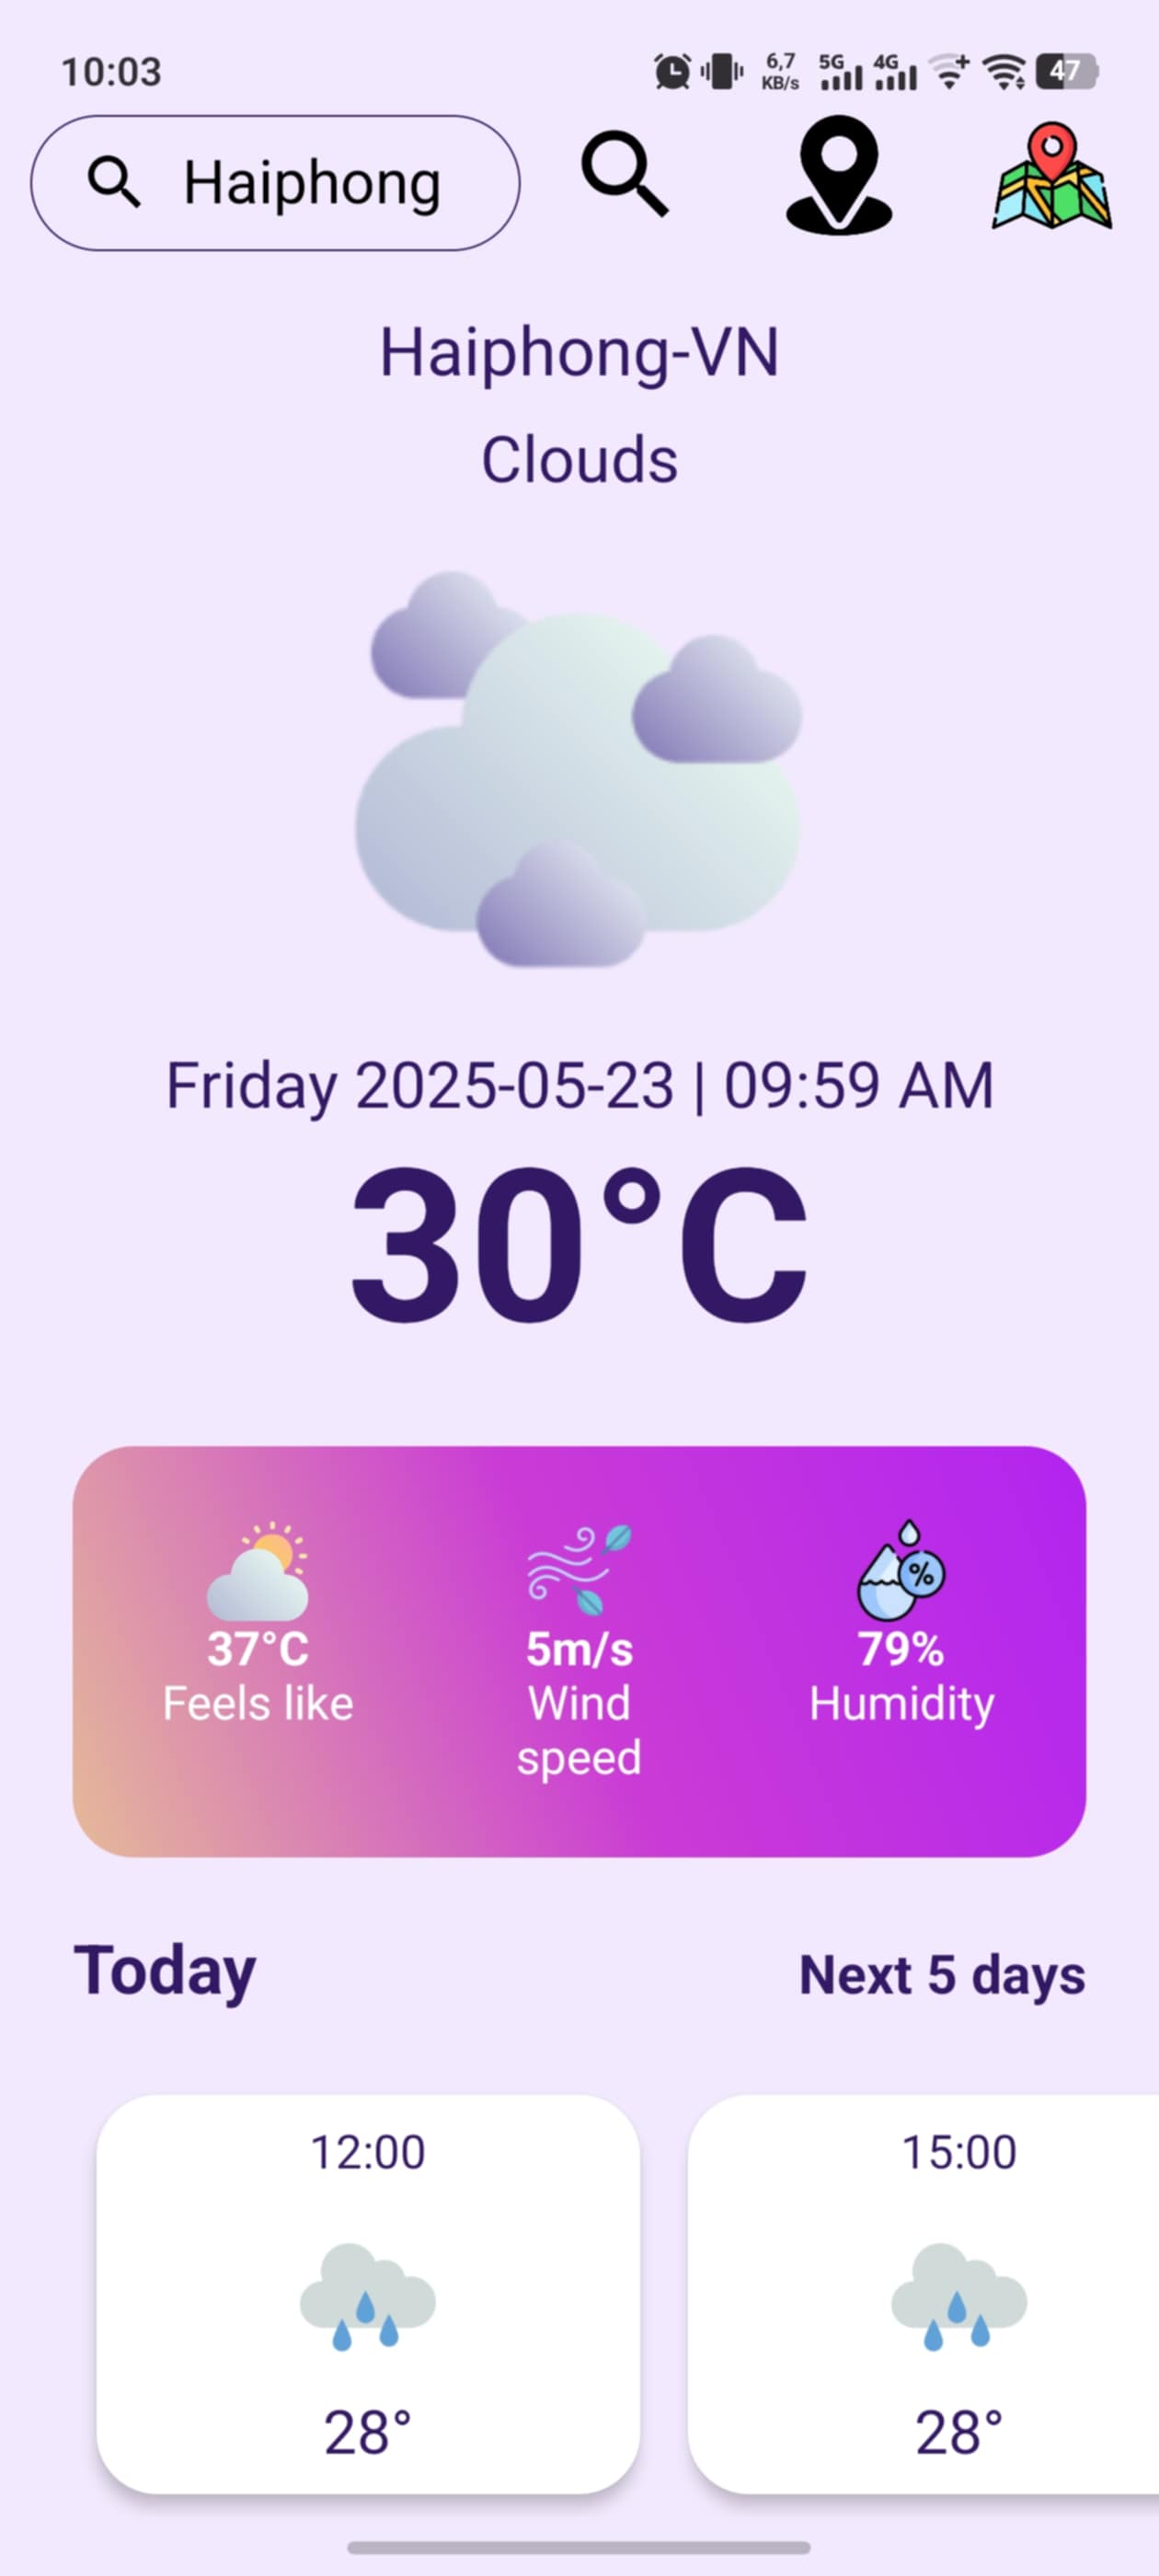 10:03
6,7
KB/s
5G
4G
47
Haiphong
Haiphong-VN
Clouds
Friday 2025-05-23 | 09:59 AM
30°C
%
37°C
5m/s
79%
Feels like
Wind
speed
Humidity
Today
Next 5 days
12:00
15:00
28°
28°